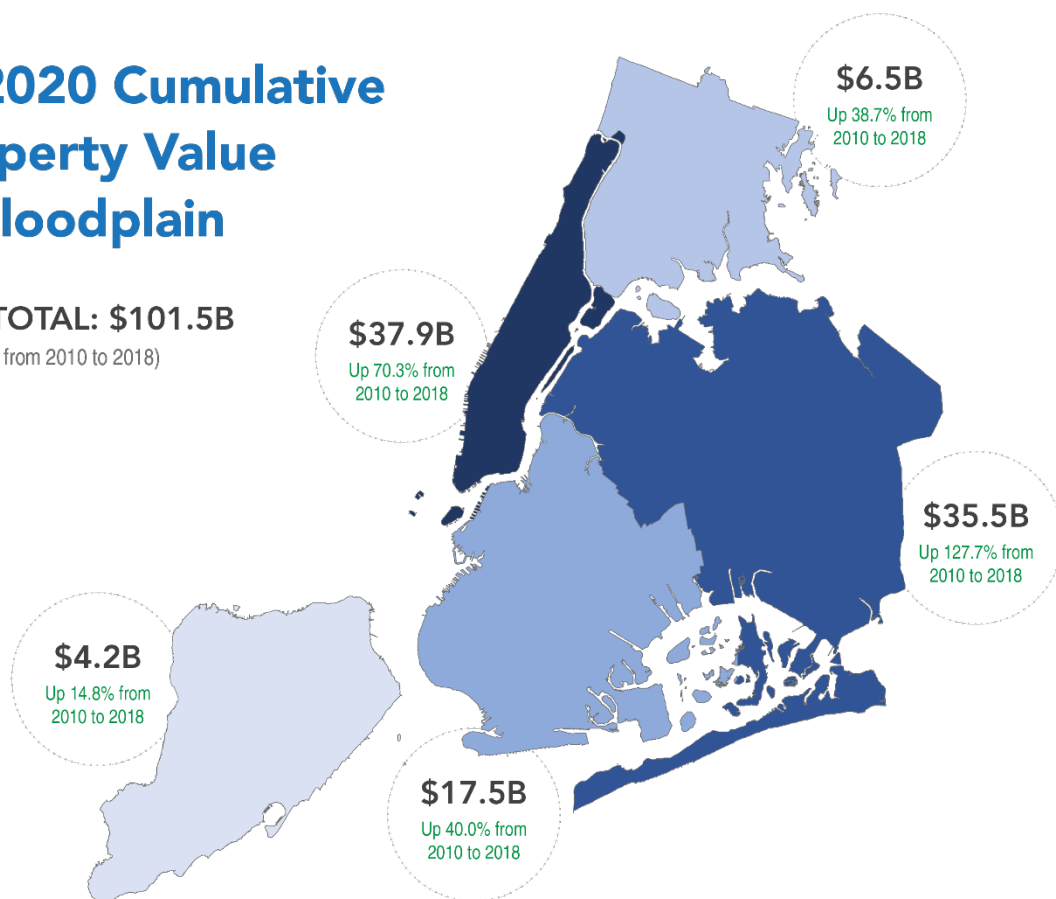 2020 Cumulative
perty Value
loodplain
TOTAL: $101.5B
from 2010 to 2018)
$6.5B
Up 38.7% from
2010 to 2018
$37.9B
Up 70.3% from
2010 to 2018
$35.5B
Up 127.7% from
2010 to 2018
$4.2B
Up 14.8% from
2010 to 2018
$17.5B
Up 40.0% from
2010 to 2018